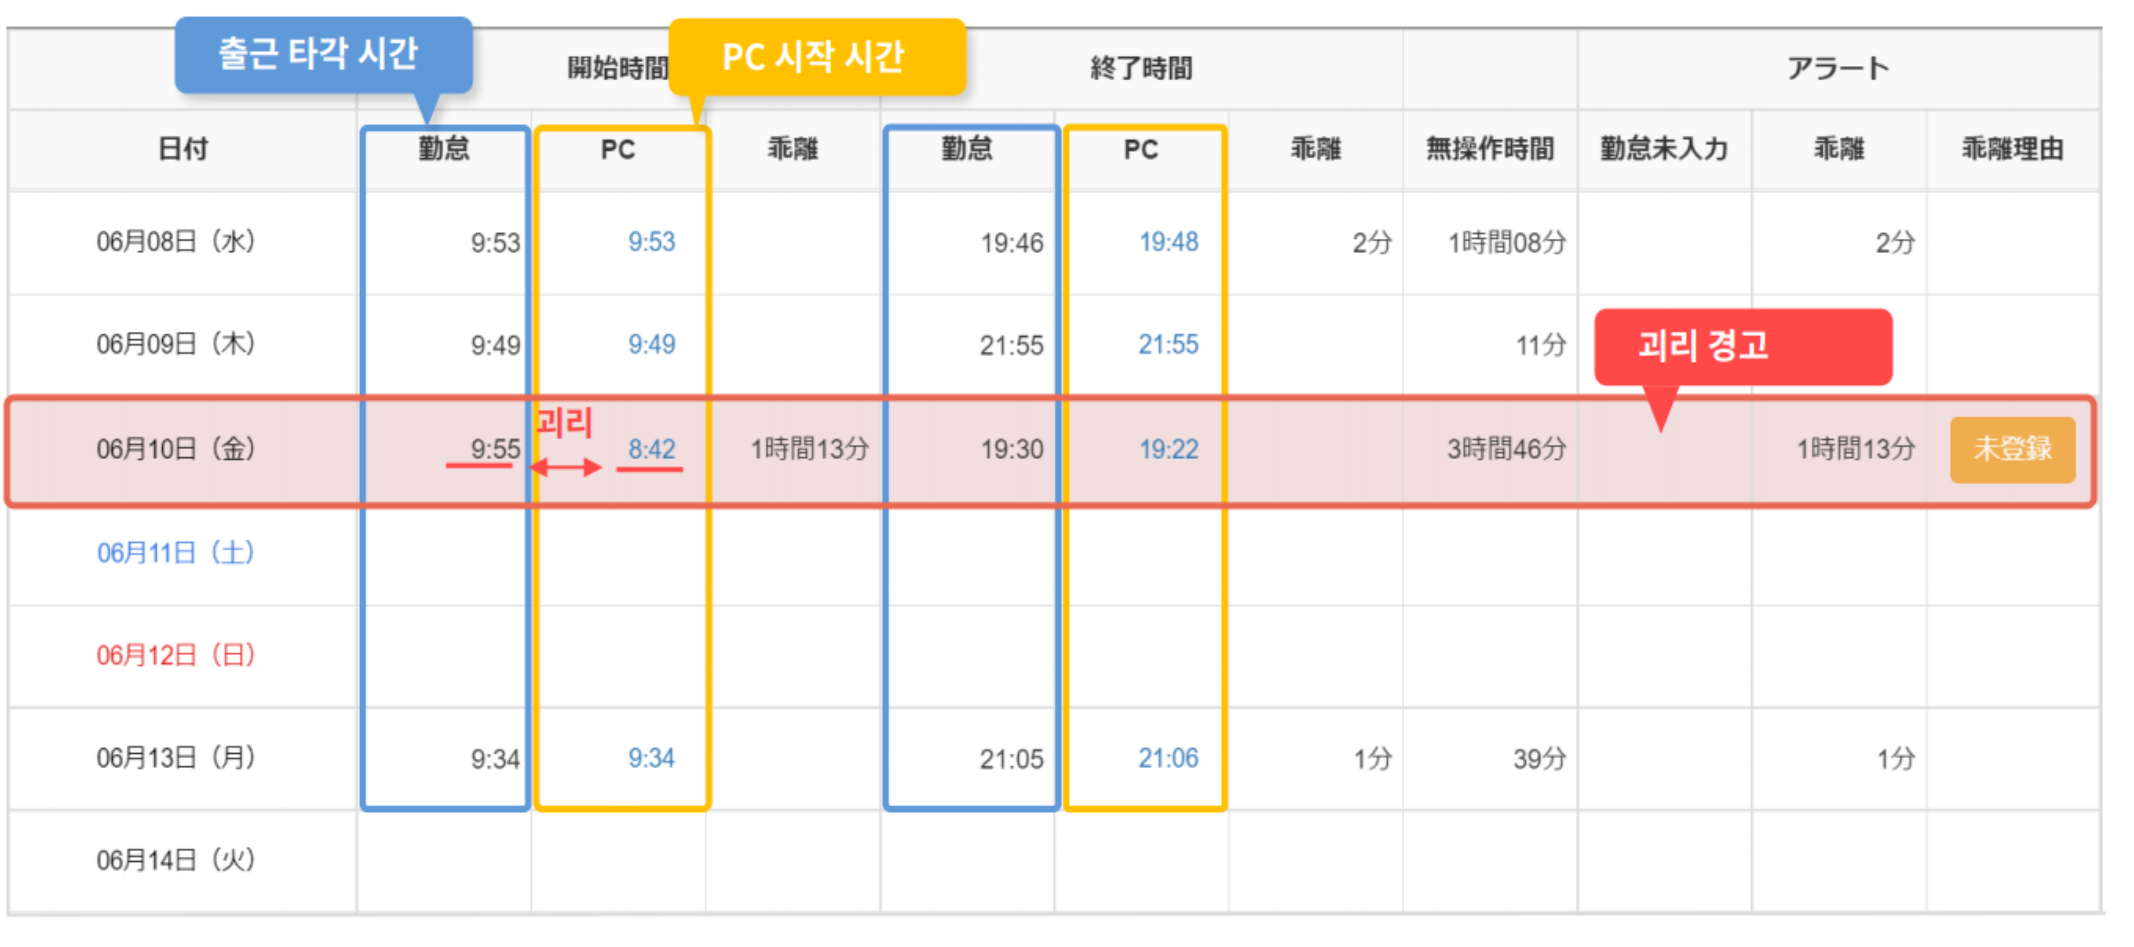 출근 타각 시간
開始時間
PC 시작 시간
終了時間
アラート
日付 勤怠 PC 乖離 勤怠 PC 乖離 無操作時間 勤怠未入力 乖離 乖離理由
06月08日（水） 9:53 9:53 19:46 19:48 2分 1時間08分 2分
06月09日（木） 9:49 9:49 21:55 21:55 11分
괴리 경고
괴리
06月10日（金） 9:55 8:42 1時間13分 19:30 19:22 3時間46分 1時間13分 未登録
06月11日（土）
06月12日（日）
06月13日（月） 9:34 9:34 21:05 21:06 1分 39分 1分
06月14日（火）